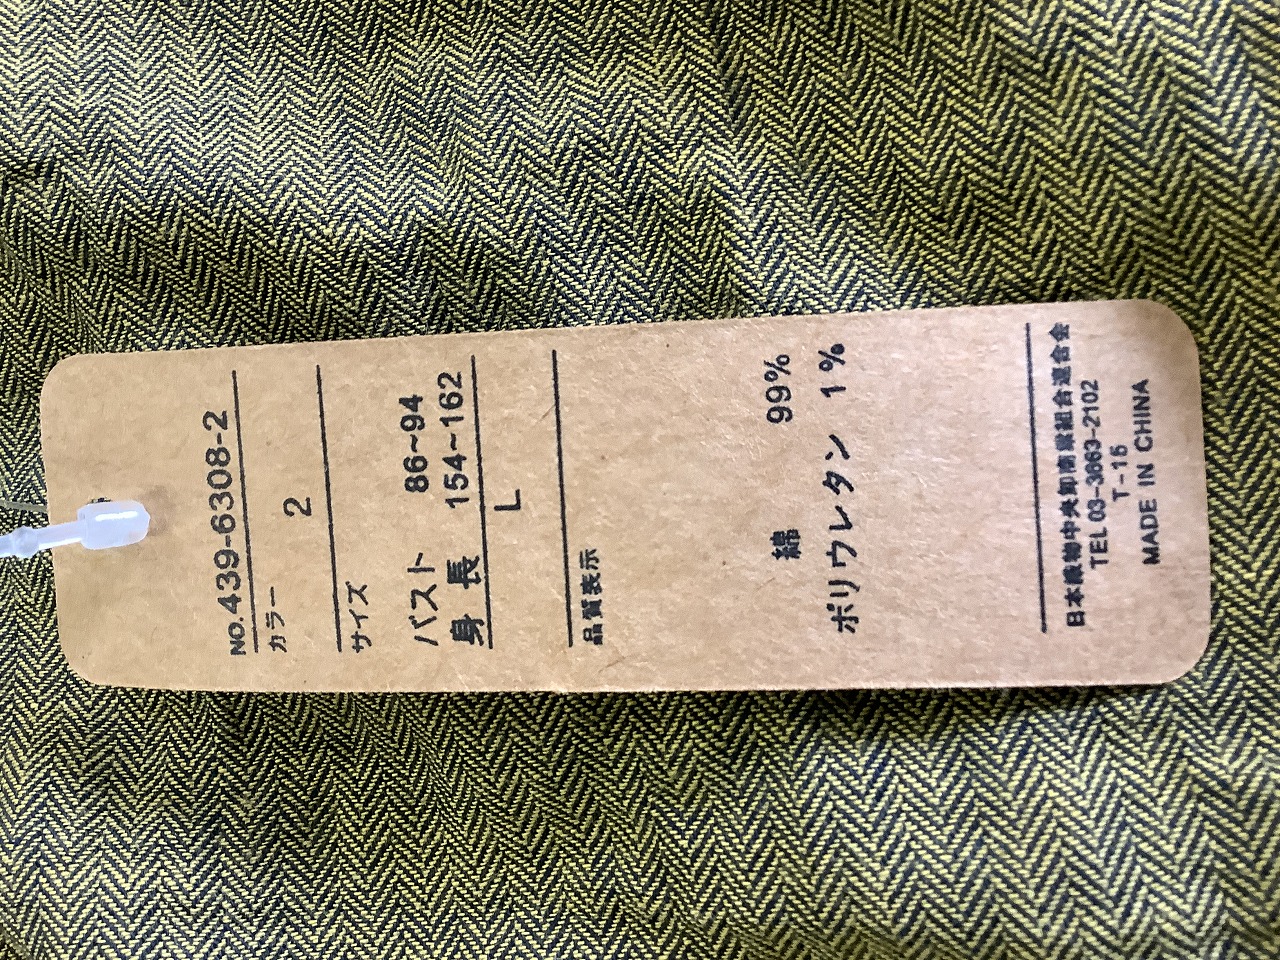 NO.439-6308-2
カラー
2
サイズ
バスト 86~94
身長 154~162
L
品質表示
綿 99%
ポリウレタン 1%
日本織物中央卸商業組合連合会
TEL 03-3663-2102
T-15
MADE IN CHINA